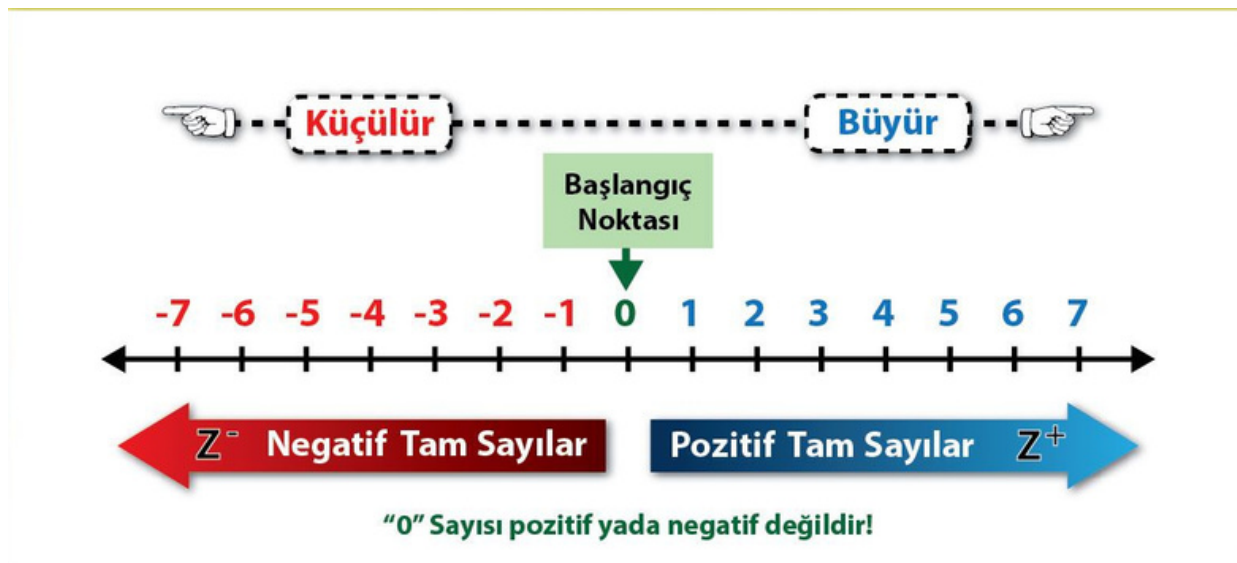 Küçülür Büyür
Başlangıç
Noktası
-7 -6 -5 -4 -3 -2 -1 0 1 2 3 4 5 6 7
Z- Negatif Tam Sayılar Pozitif Tam Sayılar Z+
“0” Sayısı pozitif yada negatif değildir!